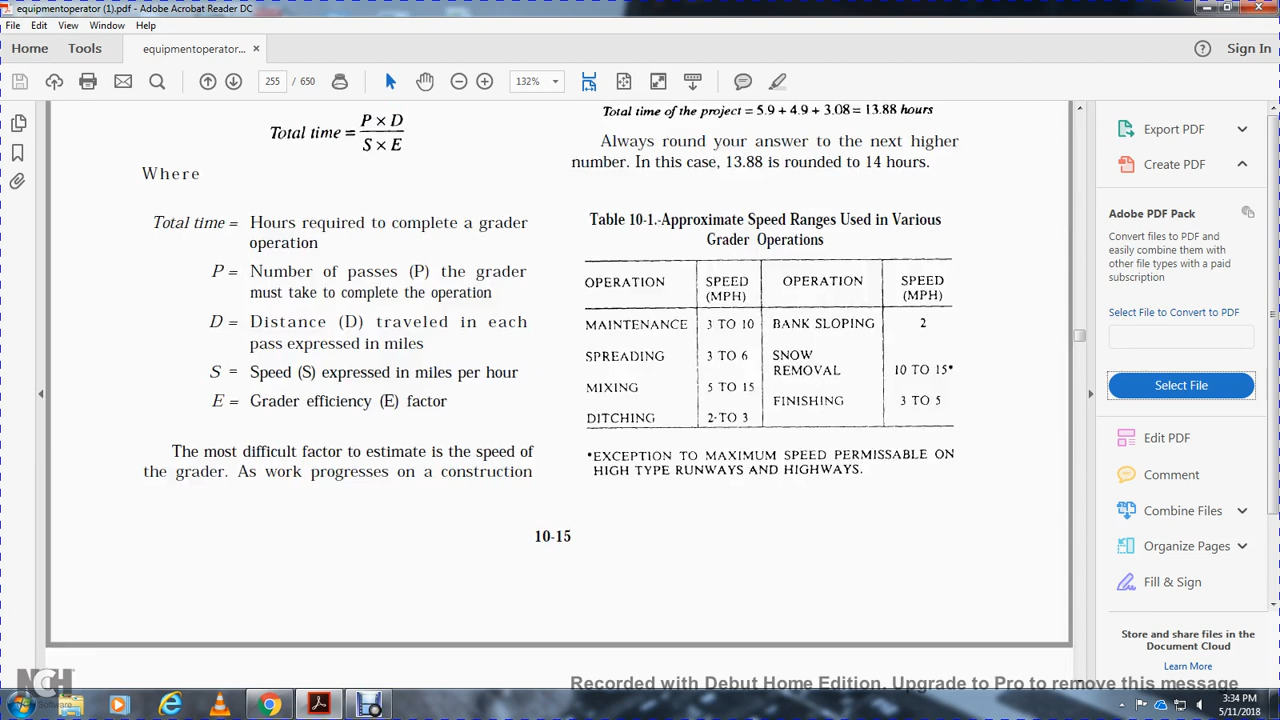 equipmentoperator (1).pdf - Adobe Acrobat Reader DC
File Edit View Window Help
Home Tools equipmentoperator... × Sign In
255 / 650 132%
Total time = P × D
S × E
Where
Total time = Hours required to complete a grader
operation
P = Number of passes (P) the grader
must take to complete the operation
D = Distance (D) traveled in each
pass expressed in miles
S = Speed (S) expressed in miles per hour
E = Grader efficiency (E) factor
The most difficult factor to estimate is the speed of
the grader. As work progresses on a construction
Total time of the project = 5.9 + 4.9 + 3.08 = 13.88 hours
Always round your answer to the next higher
number. In this case, 13.88 is rounded to 14 hours.
Table 10-1.-Approximate Speed Ranges Used in Various
Grader Operations
OPERATION SPEED (MPH) OPERATION SPEED (MPH)
MAINTENANCE 3 TO 10 BANK SLOPING 2
SPREADING 3 TO 6 SNOW REMOVAL 10 TO 15*
MIXING 5 TO 15 FINISHING 3 TO 5
DITCHING 2-TO 3
*EXCEPTION TO MAXIMUM SPEED PERMISSABLE ON
HIGH TYPE RUNWAYS AND HIGHWAYS.
10-15
Export PDF
Create PDF
Adobe PDF Pack
Convert files to PDF and
easily combine them with
other file types with a paid
subscription
Select File to Convert to PDF
Select File
Edit PDF
Comment
Combine Files
Organize Pages
Fill & Sign
Store and share files in the
Document Cloud
Learn More
NCH
Software
Recorded with Debut Home Edition. Upgrade to Pro to remove this message
3:34 PM
5/11/2018